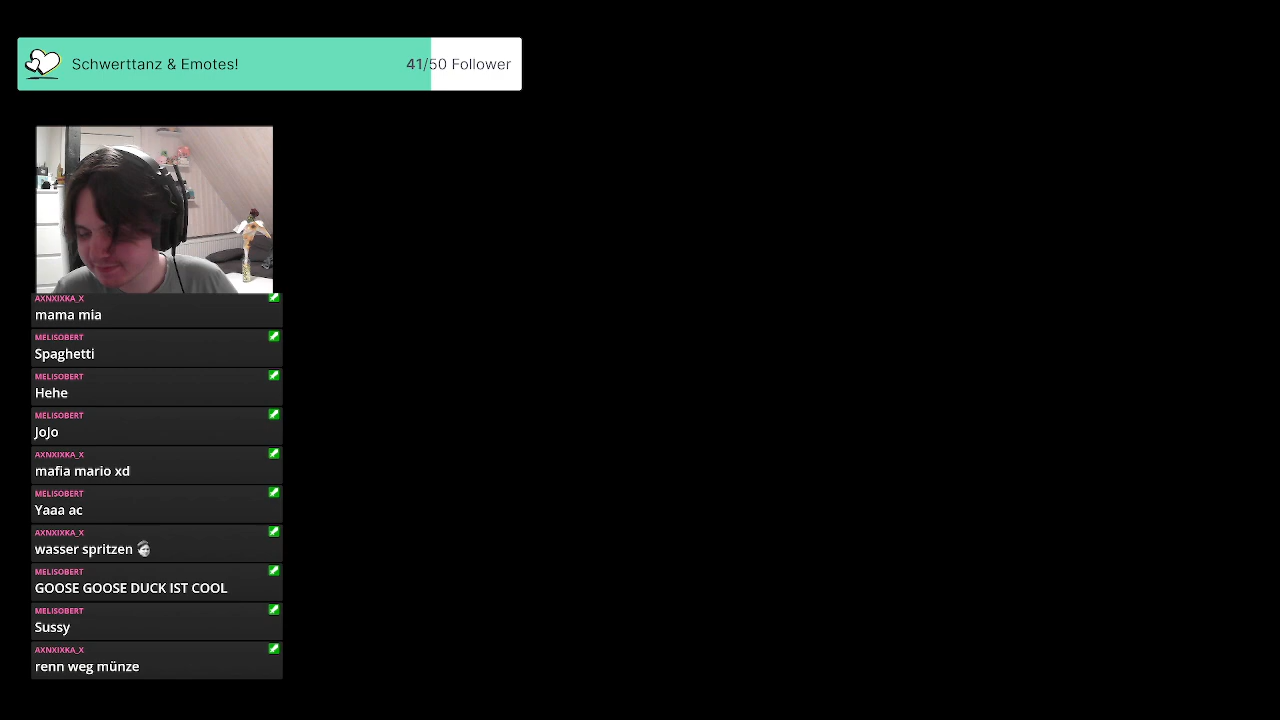 Schwerttanz & Emotes! 41/50 Follower
AXNXIXKA_X
mama mia
MELISOBERT
Spaghetti
MELISOBERT
Hehe
MELISOBERT
JoJo
AXNXIXKA_X
mafia mario xd
MELISOBERT
Yaaa ac
AXNXIXKA_X
wasser spritzen
MELISOBERT
GOOSE GOOSE DUCK IST COOL
MELISOBERT
Sussy
AXNXIXKA_X
renn weg münze